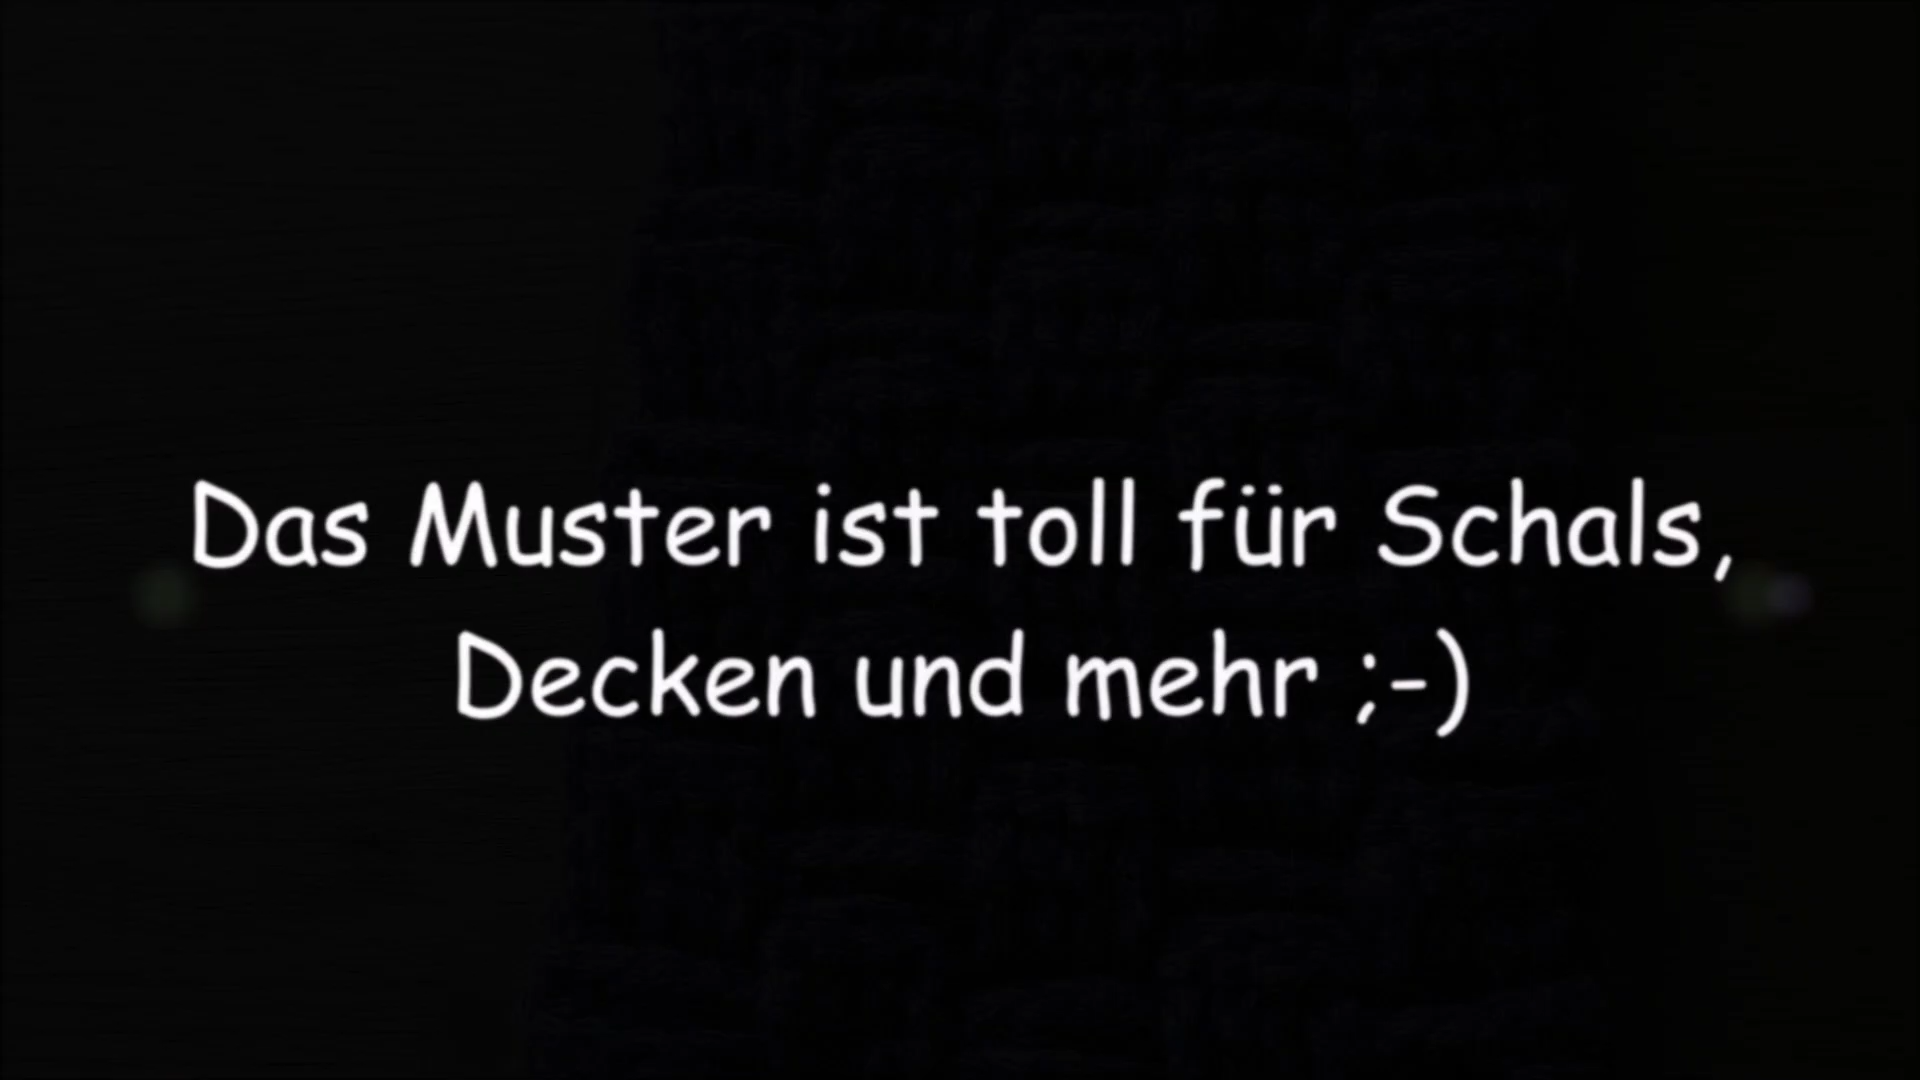 Das Muster ist toll für Schals,
Decken und mehr ;-)